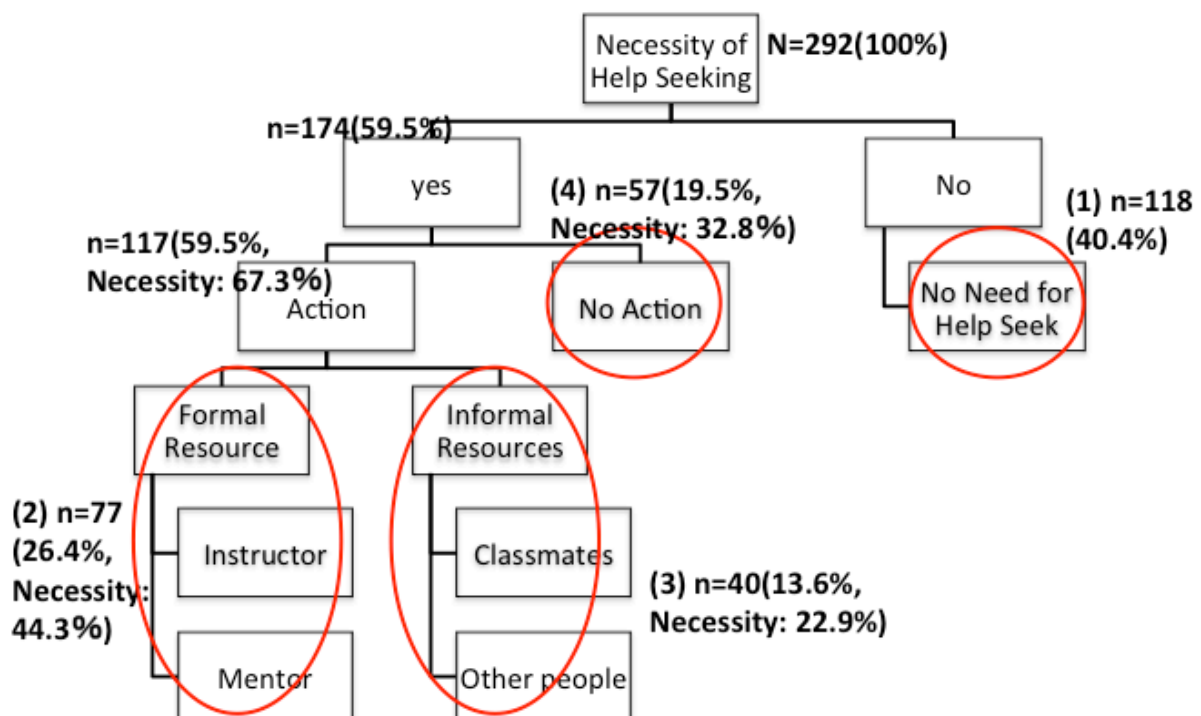 Necessity of
Help Seeking
N=292(100%)
n=174(59.5%)
yes
No
(4) n=57(19.5%,
Necessity: 32.8%)
(1) n=118
(40.4%)
n=117(59.5%,
Necessity: 67.3%)
Action
No Action
No Need for
Help Seek
Formal
Resource
Informal
Resources
(2) n=77
(26.4%,
Necessity:
44.3%)
Instructor
Classmates
(3) n=40(13.6%,
Necessity: 22.9%)
Mentor
Other people